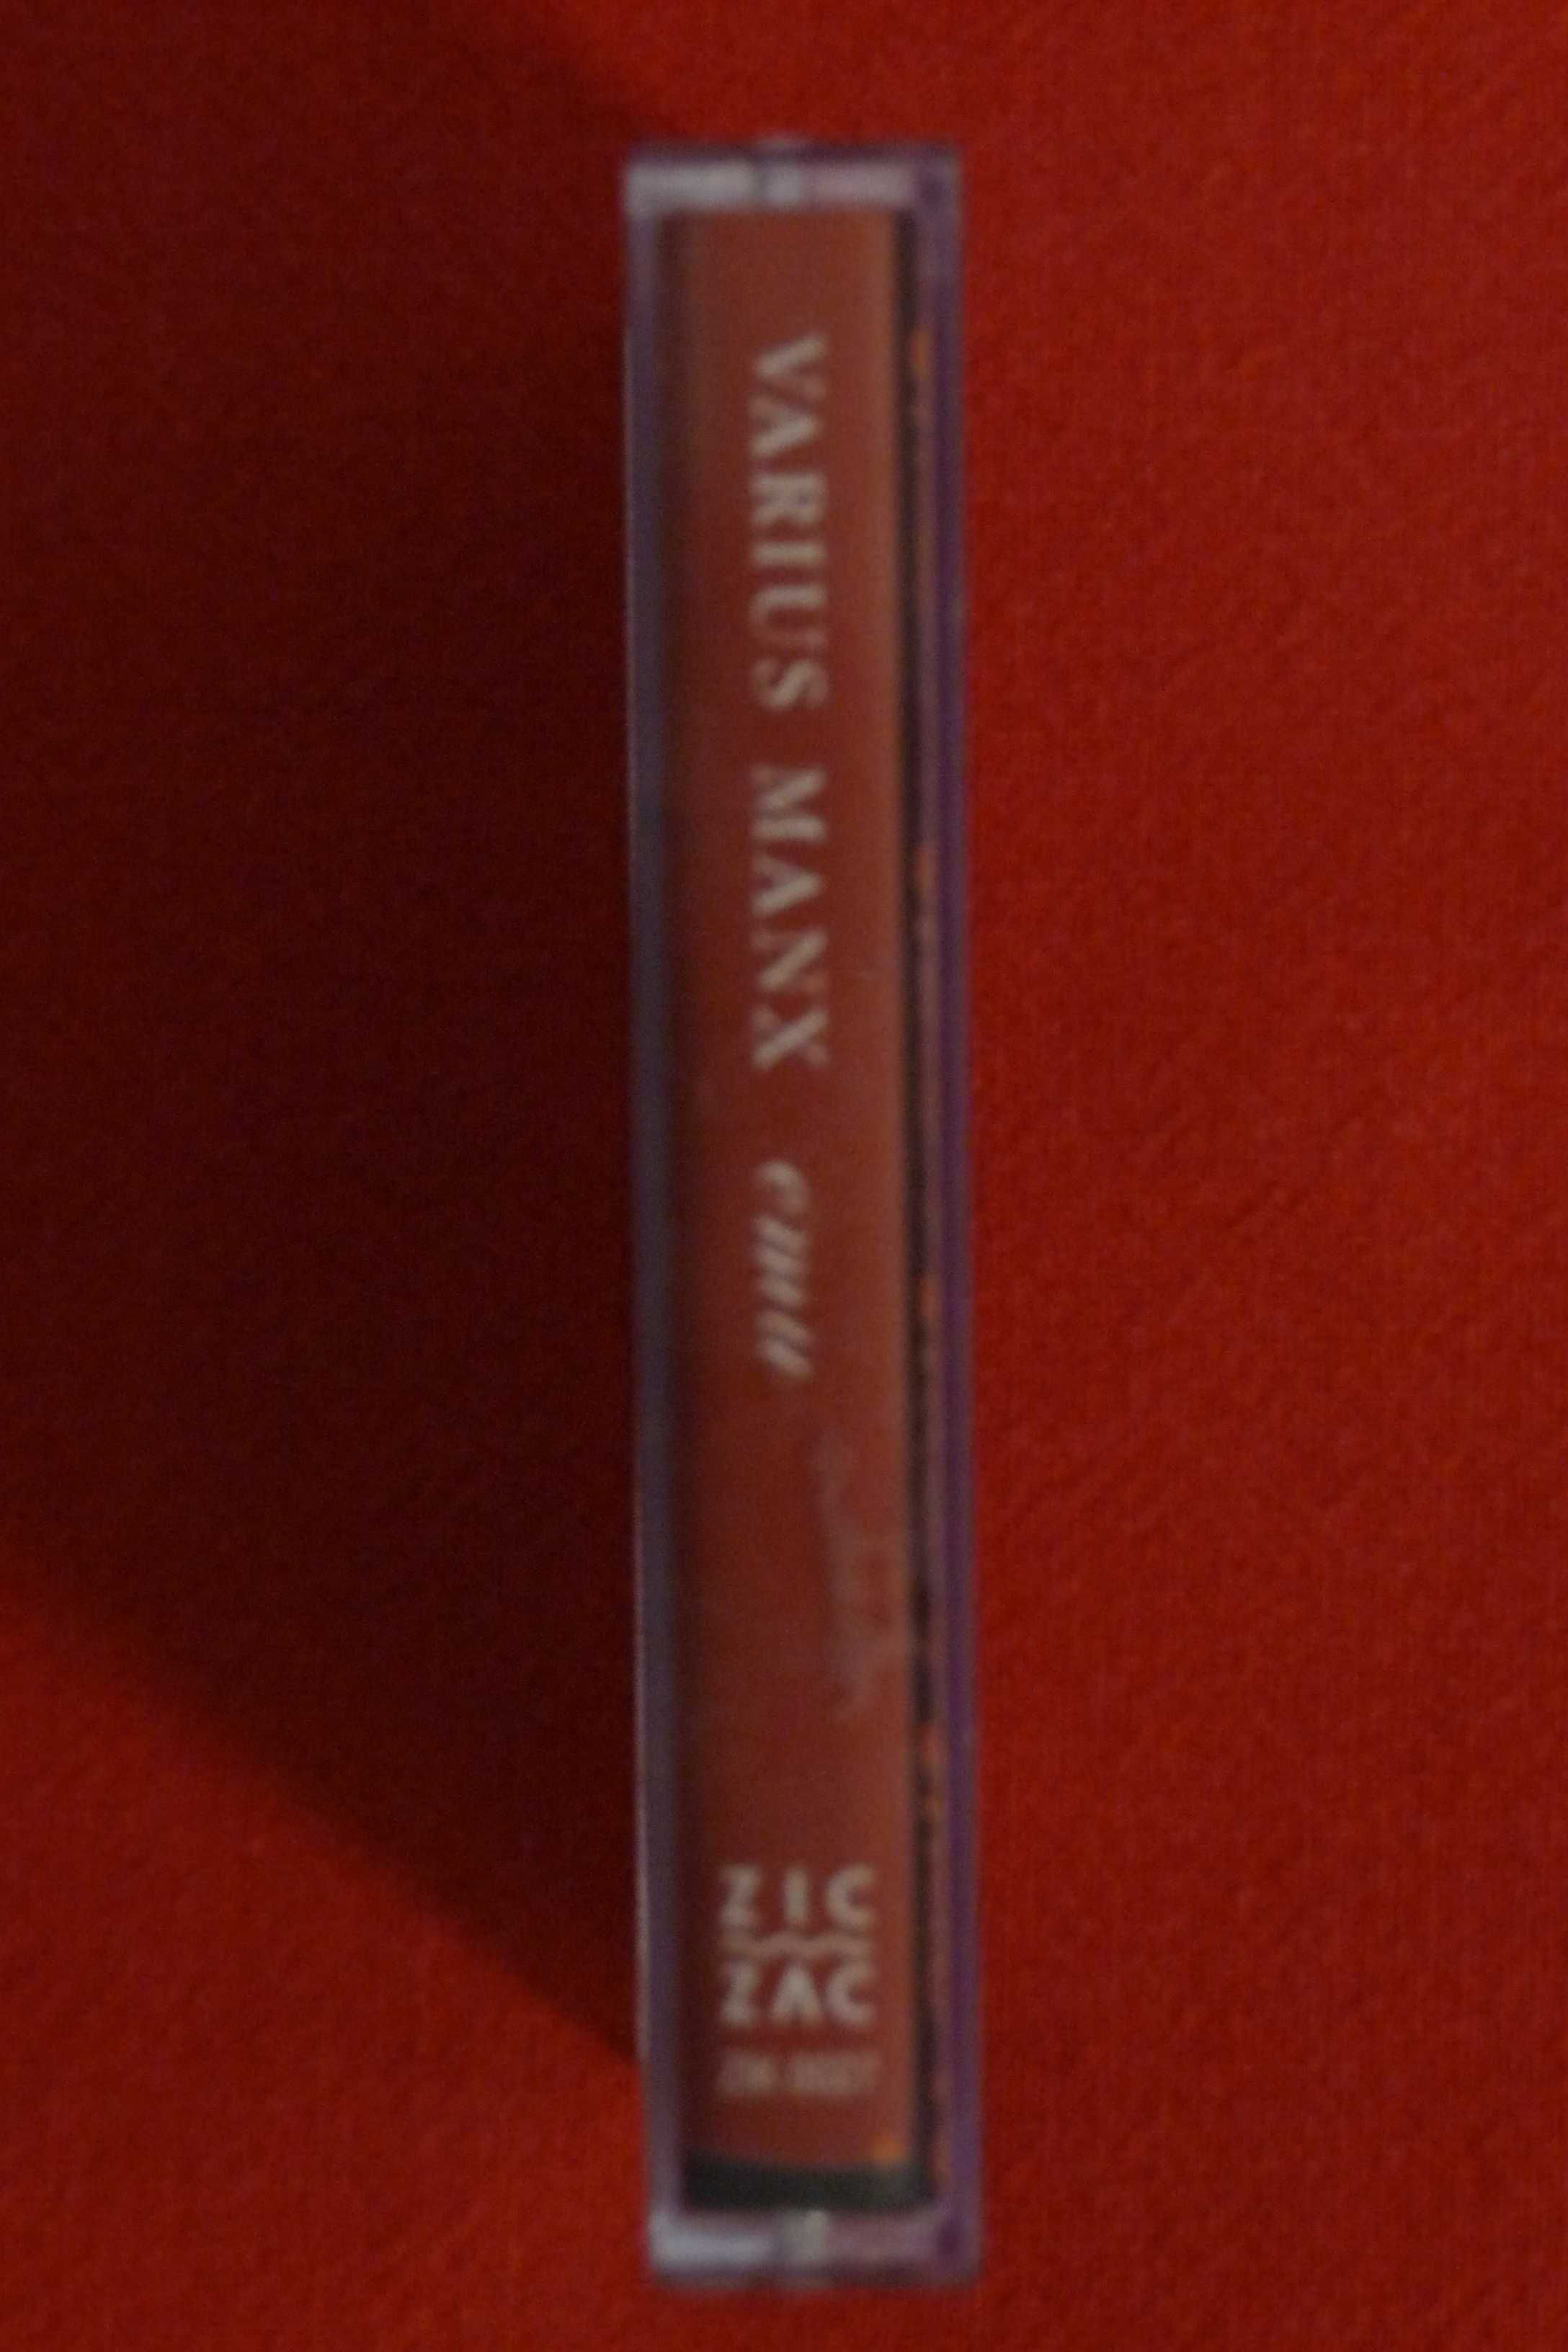 VARIUS MANX emu
ZIC
ZAC